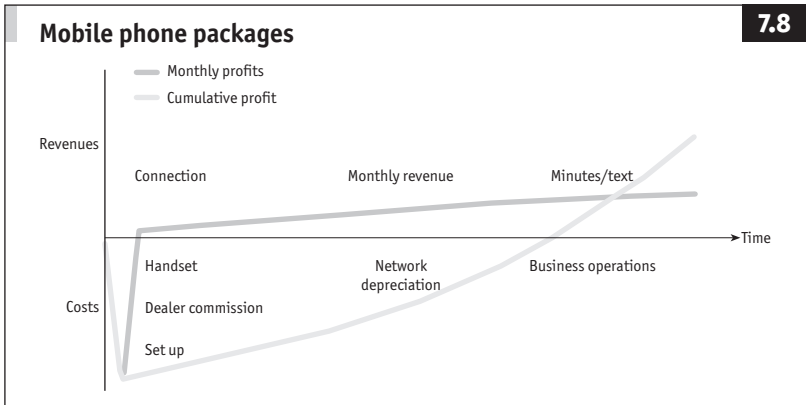 Mobile phone packages
7.8
Monthly profits
Cumulative profit
Revenues
Connection
Monthly revenue
Minutes/text
Time
Handset
Network
depreciation
Business operations
Costs
Dealer commission
Set up